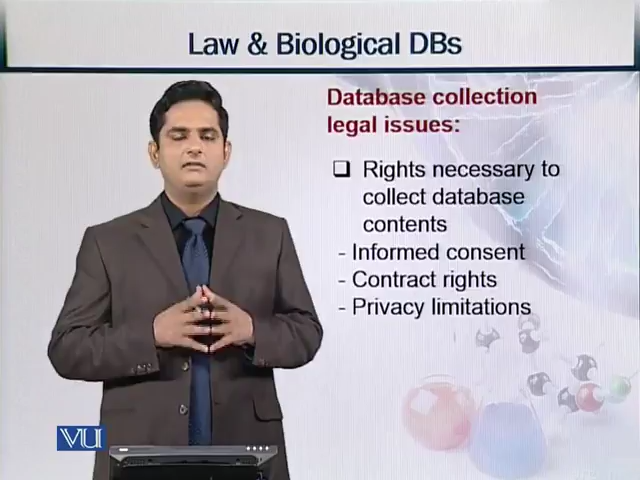 Law & Biological DBs
Database collection
legal issues:
❑ Rights necessary to
collect database
contents
- Informed consent
- Contract rights
- Privacy limitations
VU